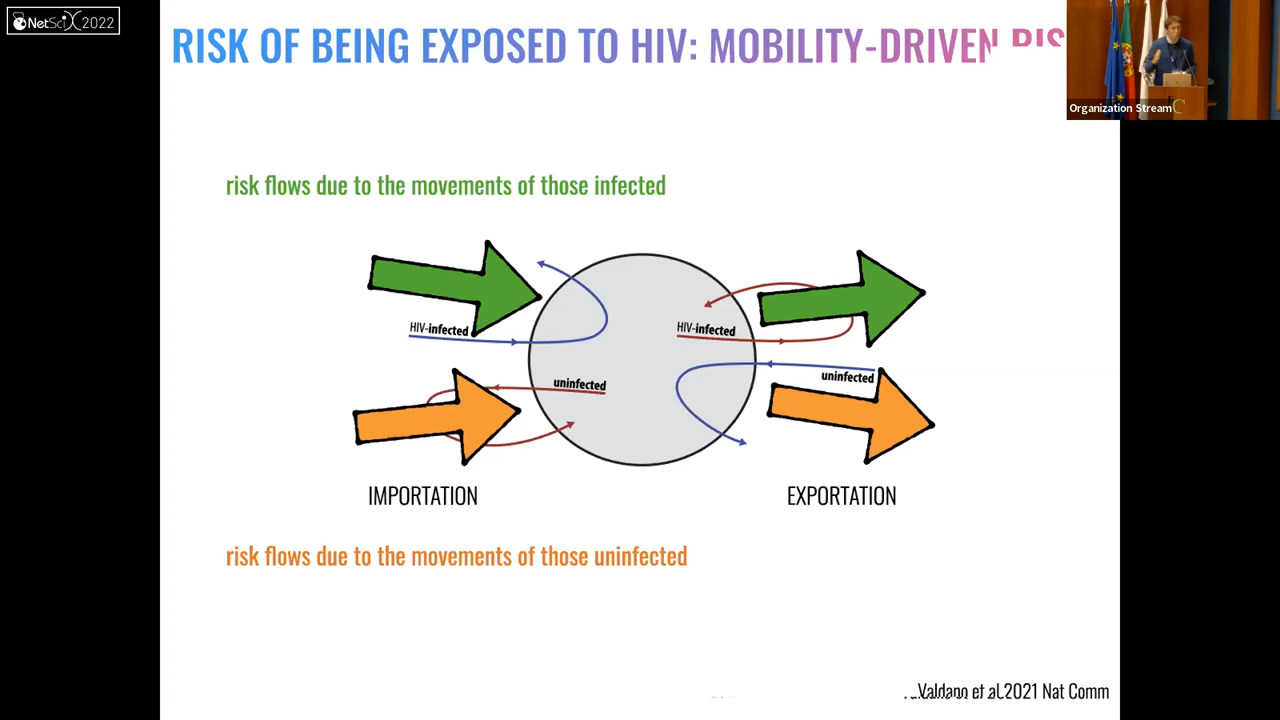 NetSciX 2022
RISK OF BEING EXPOSED TO HIV: MOBILITY-DRIVEN RIS
Organization Stream
risk flows due to the movements of those infected
HIV-infected
HIV-infected
uninfected
uninfected
IMPORTATION
EXPORTATION
risk flows due to the movements of those uninfected
Valdano et al. 2021 Nat Comm